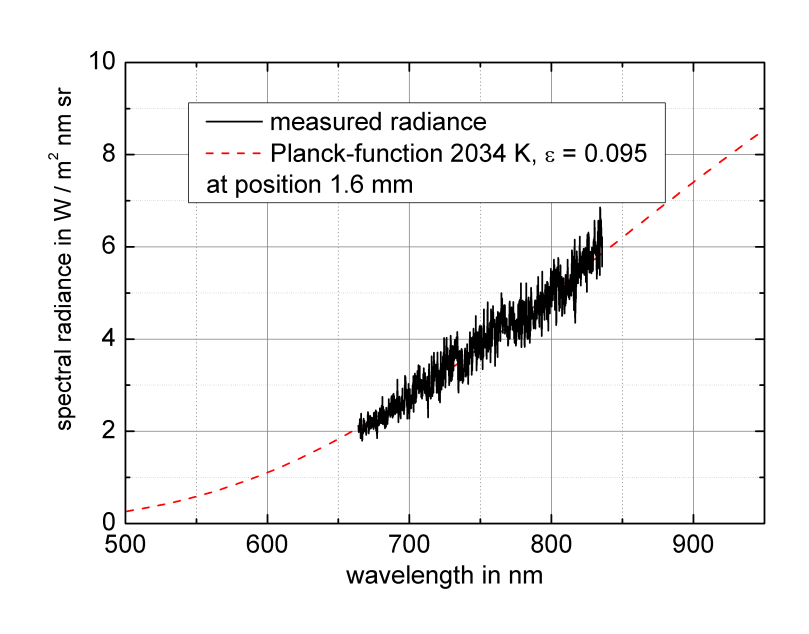 10
8
6
4
2
0
spectral radiance in W / m² nm sr
measured radiance
Planck-function 2034 K, ε = 0.095
at position 1.6 mm
500 600 700 800 900
wavelength in nm